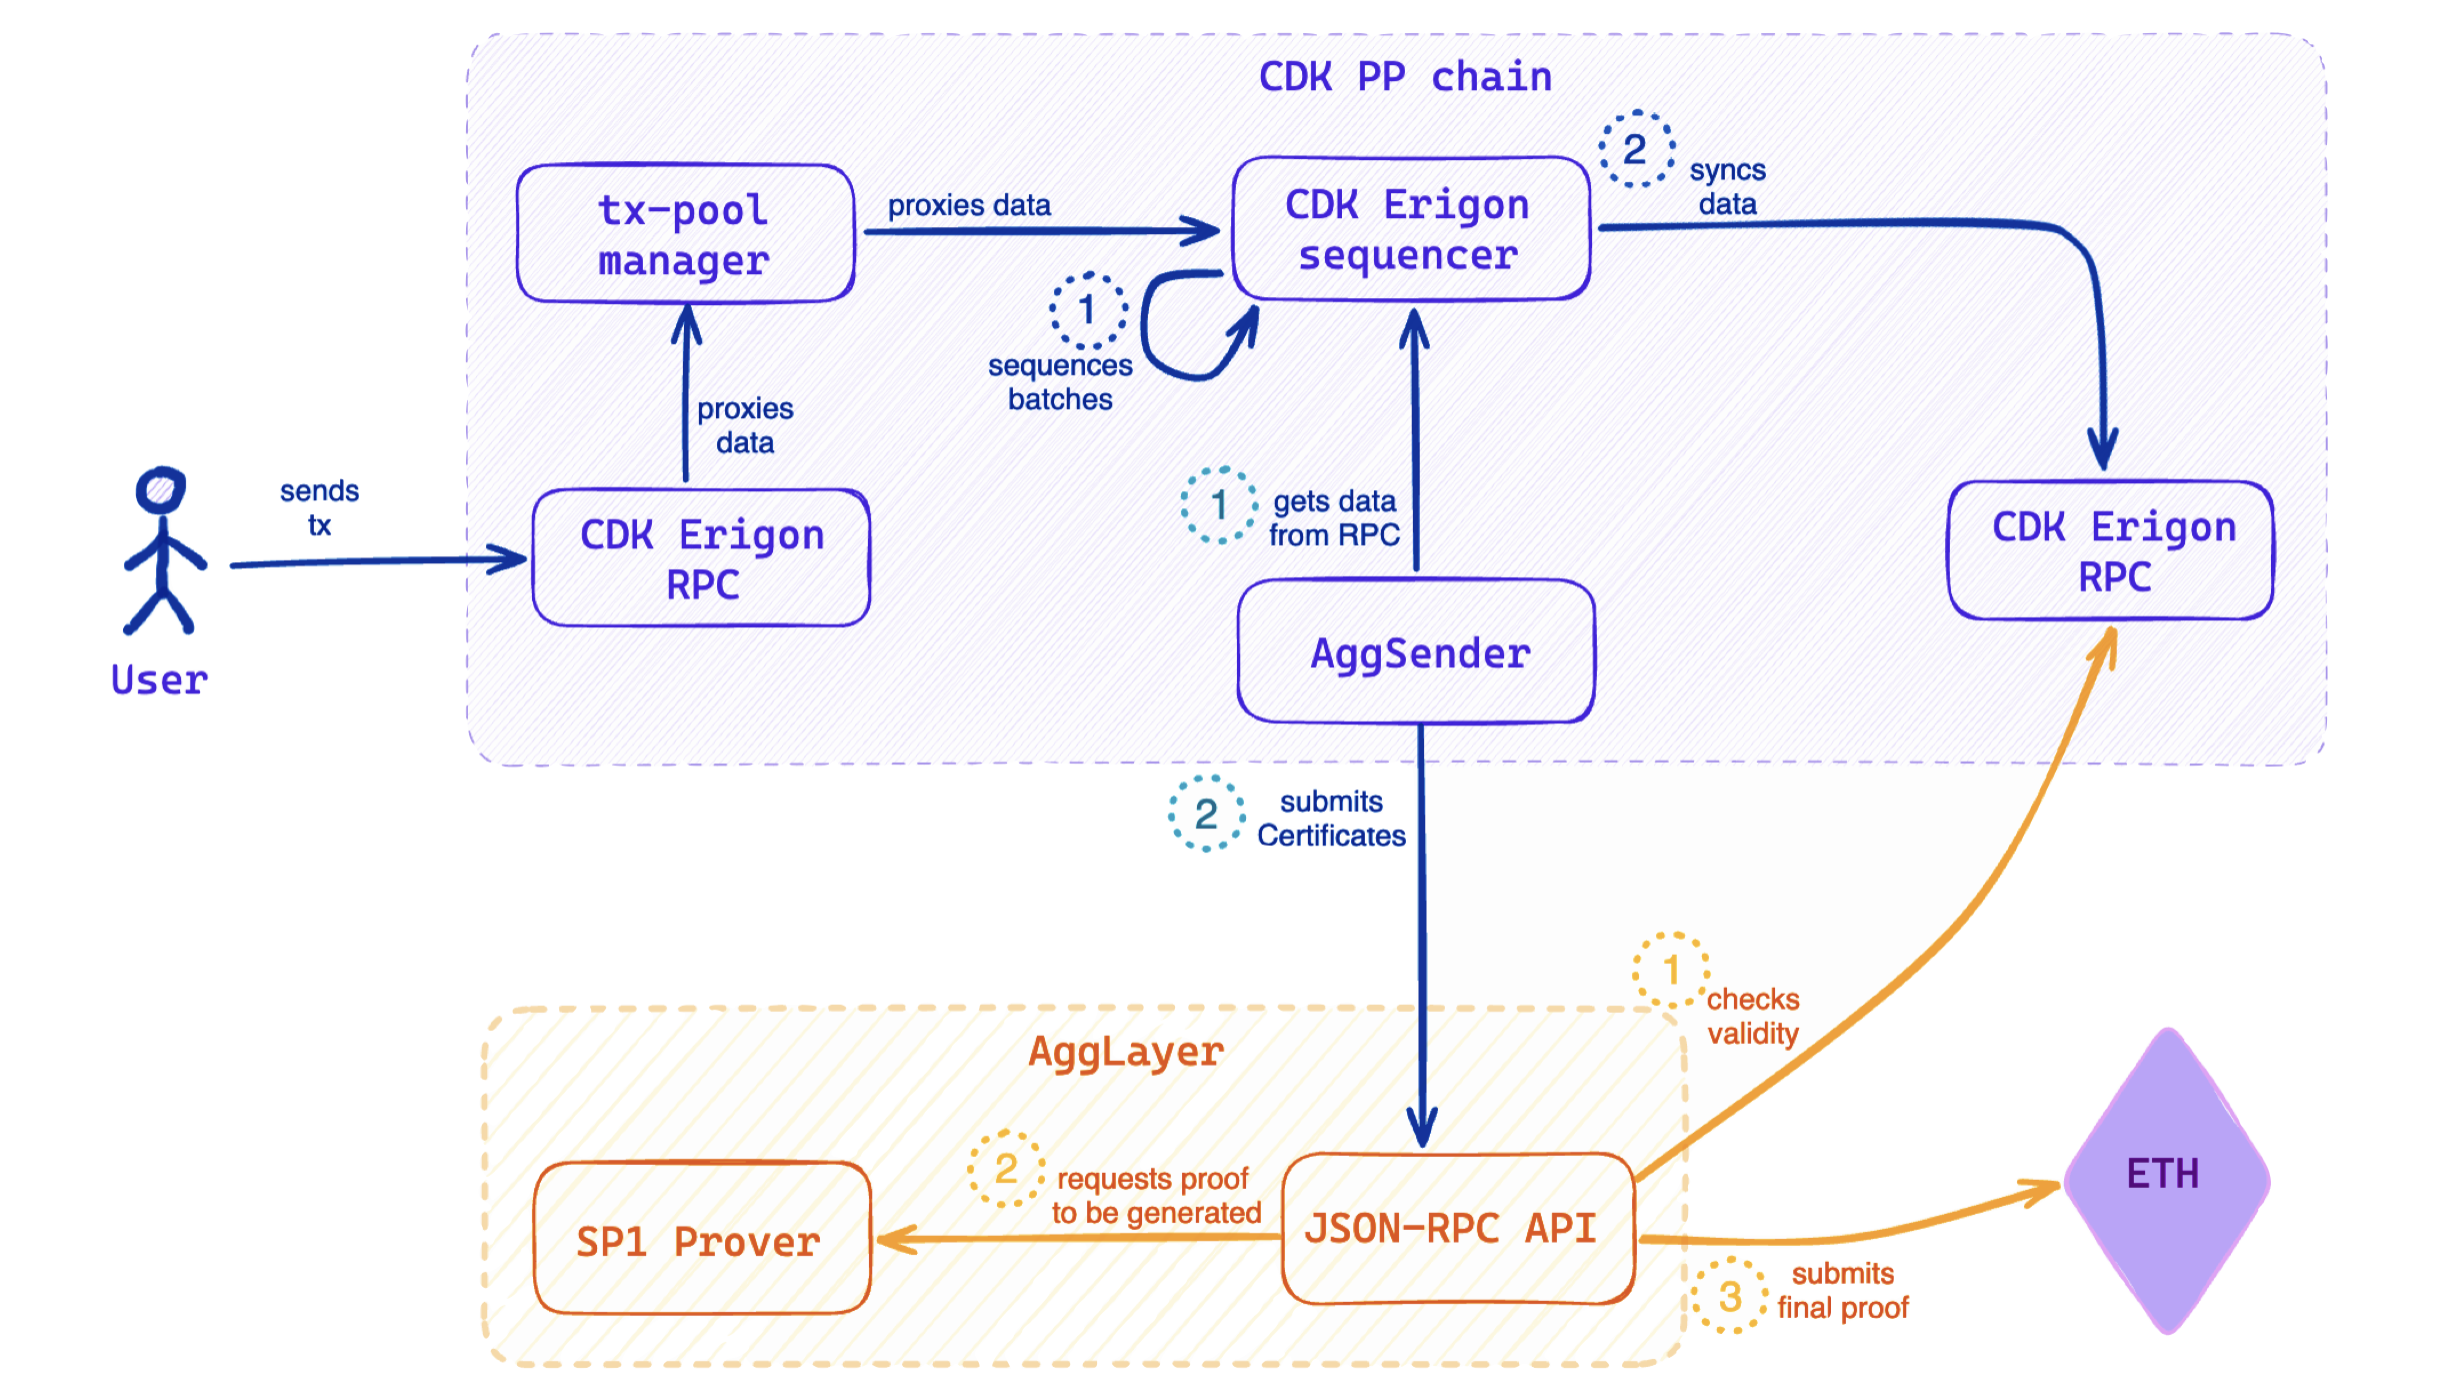 CDK PP chain
2
syncs
data
tx-pool
manager
proxies data
CDK Erigon
sequencer
1
sequences
batches
proxies
data
sends
tx
User
CDK Erigon
RPC
1
gets data
from RPC
AggSender
CDK Erigon
RPC
2
submits
Certificates
1
checks
validity
AggLayer
2
requests proof
to be generated
SP1 Prover
JSON-RPC API
ETH
3
submits
final proof